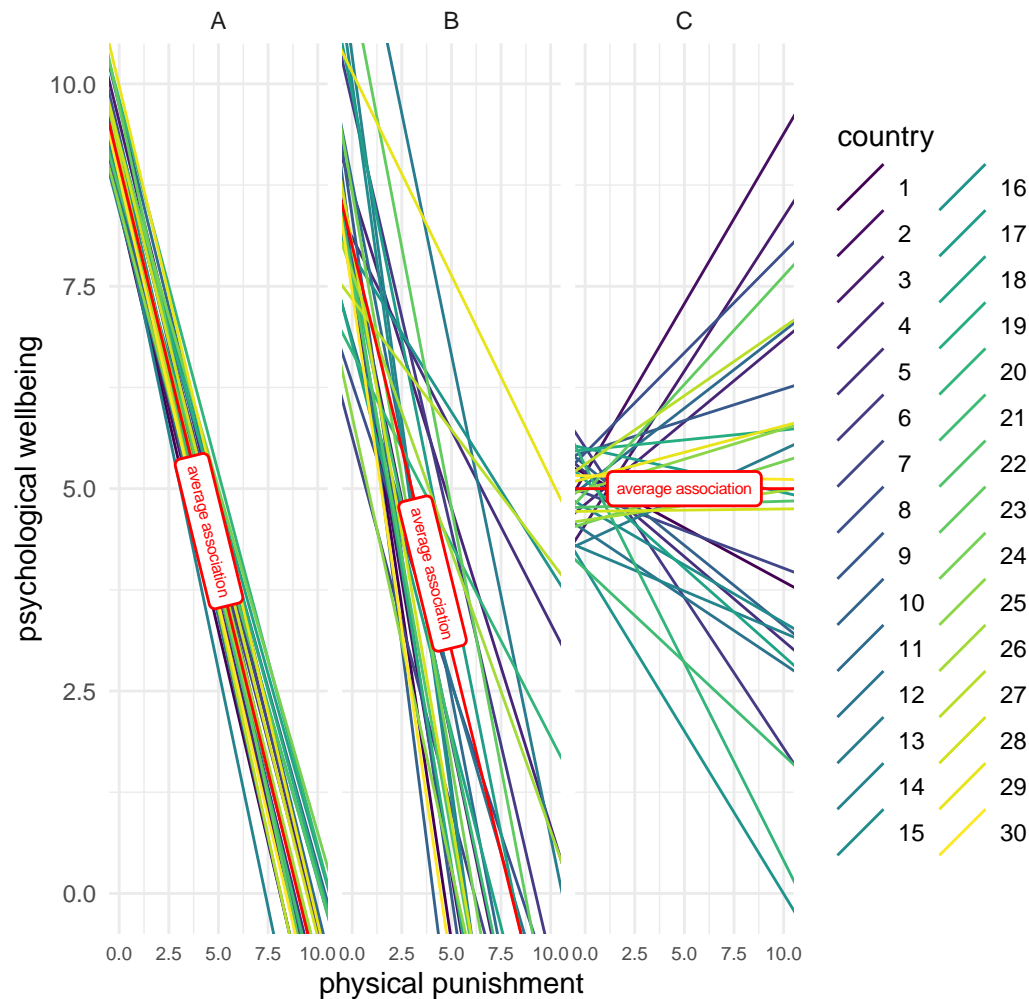 A B C
10.0
7.5
5.0
2.5
0.0
psychological wellbeing
average association
average association
average association
0.0 2.5 5.0 7.5 10.0 0.0 2.5 5.0 7.5 10.0 0.0 2.5 5.0 7.5 10.0
physical punishment
country
1 16
2 17
3 18
4 19
5 20
6 21
7 22
8 23
9 24
10 25
11 26
12 27
13 28
14 29
15 30